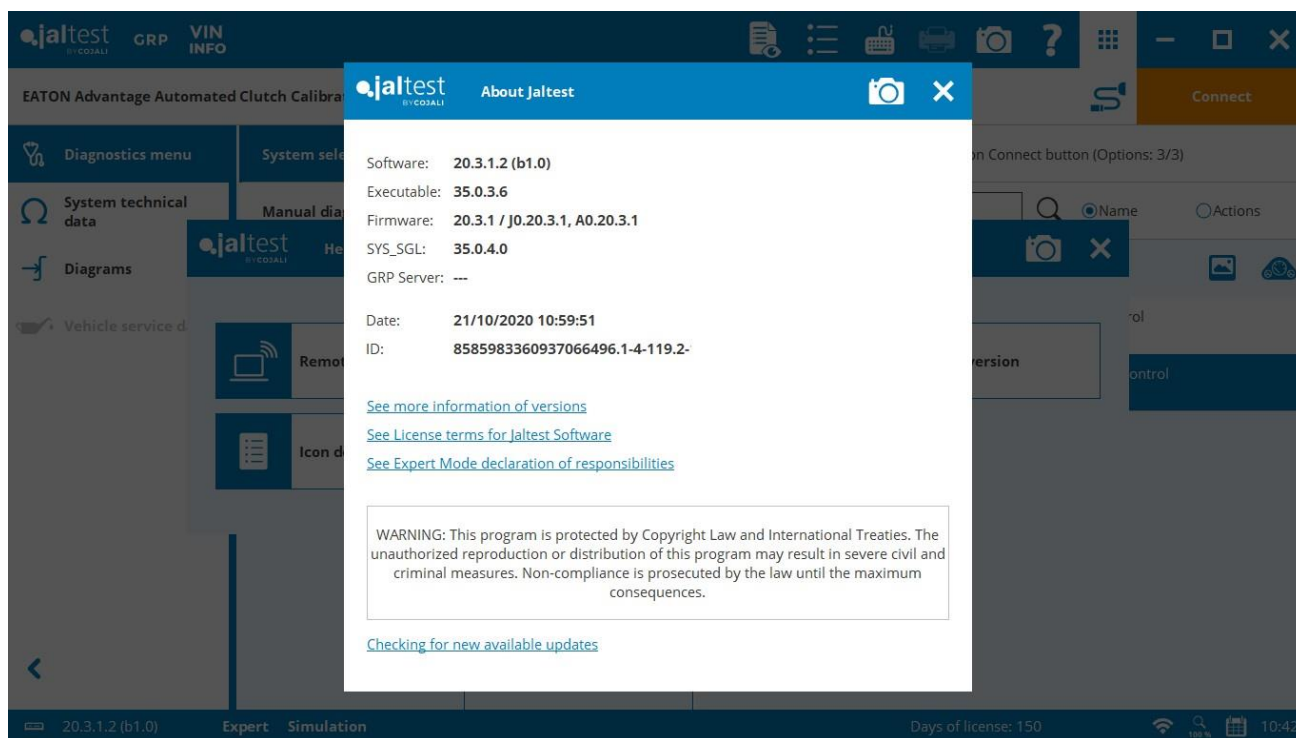 jaltest GRP VIN INFO
BY COJALI
EATON Advantage Automated Clutch Calibra
Connect
Diagnostics menu
System sele
on Connect button (Options: 3/3)
System technical
data
Manual dia
Name
Actions
Diagrams
Vehicle service d
jaltest He
BY COJALI
Remot
version
Icon d
rol
ontrol
jaltest About Jaltest
BY COJALI
Software: 20.3.1.2 (b1.0)
Executable: 35.0.3.6
Firmware: 20.3.1 / J0.20.3.1, A0.20.3.1
SYS_SGL: 35.0.4.0
GRP Server: ---
Date: 21/10/2020 10:59:51
ID: 8585983360937066496.1-4-119.2-
See more information of versions
See License terms for Jaltest Software
See Expert Mode declaration of responsibilities
WARNING: This program is protected by Copyright Law and International Treaties. The
unauthorized reproduction or distribution of this program may result in severe civil and
criminal measures. Non-compliance is prosecuted by the law until the maximum
consequences.
Checking for new available updates
20.3.1.2 (b1.0) Expert Simulation Days of license: 150 100 % 10:42